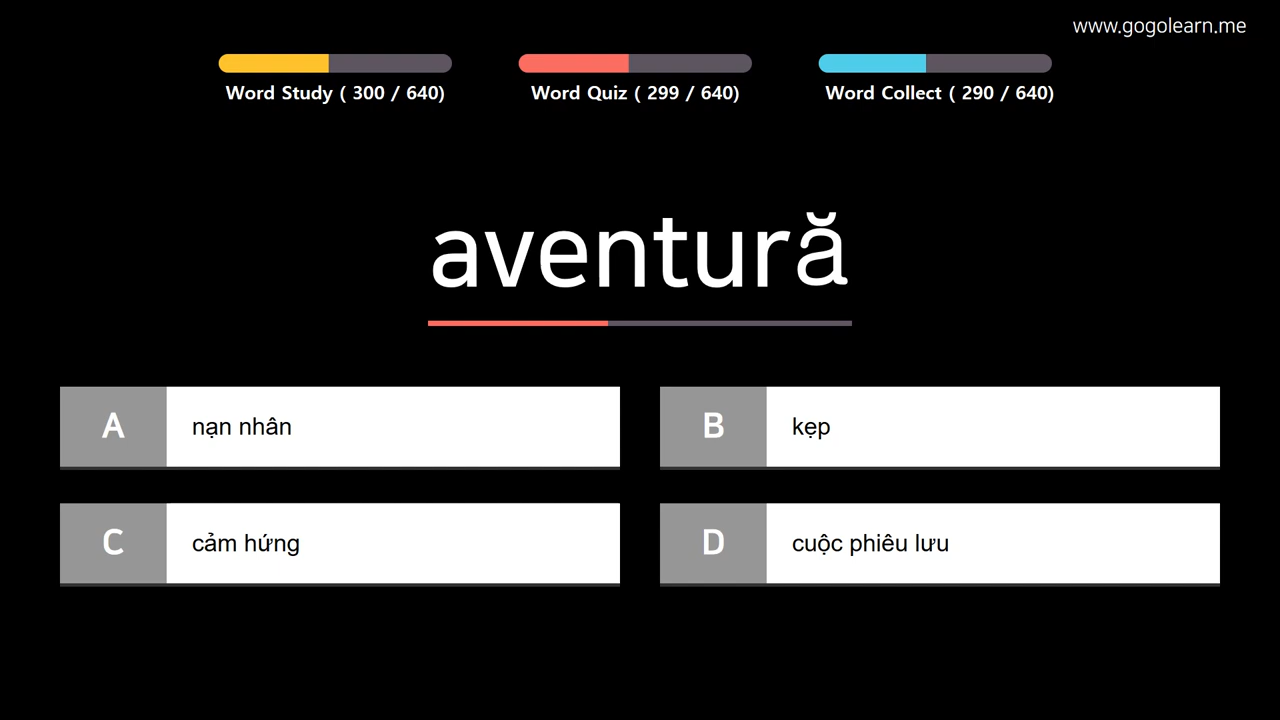 www.gogolearn.me
Word Study ( 300 / 640)
Word Quiz ( 299 / 640)
Word Collect ( 290 / 640)
aventură
A
nạn nhân
B
kẹp
C
cảm hứng
D
cuộc phiêu lưu